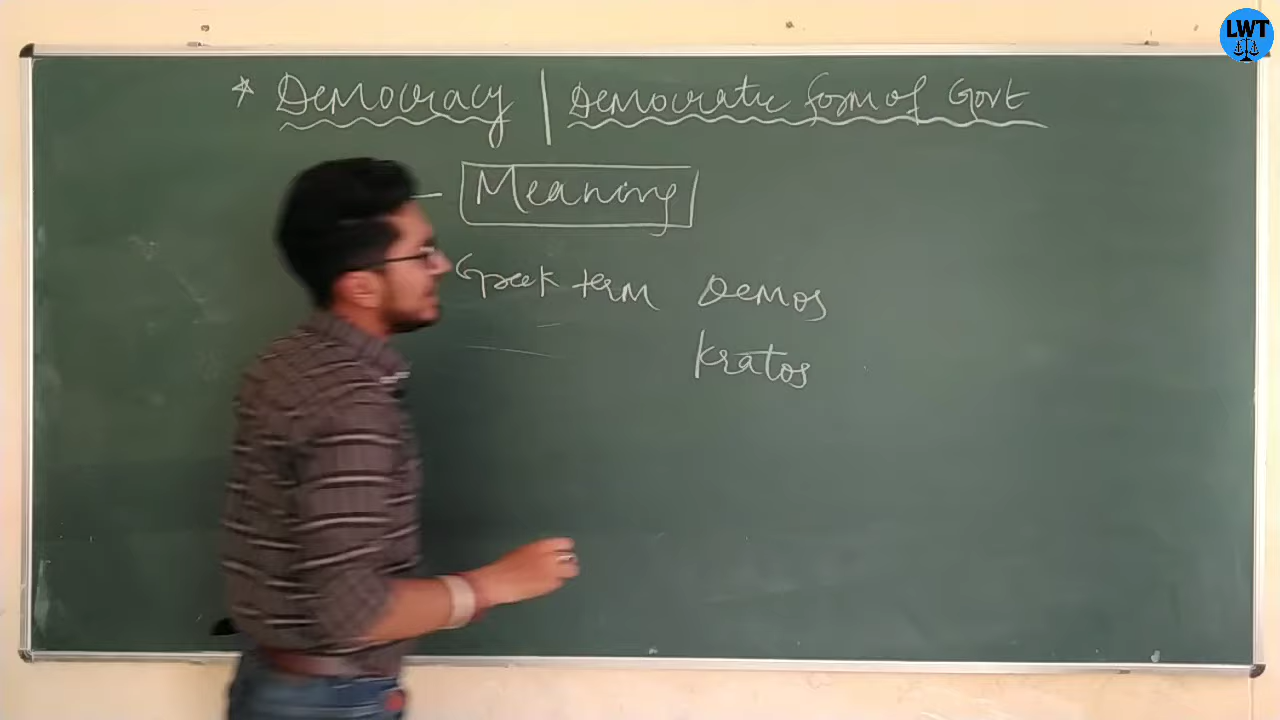 * Democracy | Democratic form of Govt
- Meaning
Greek term Demos
Kratos
LWT